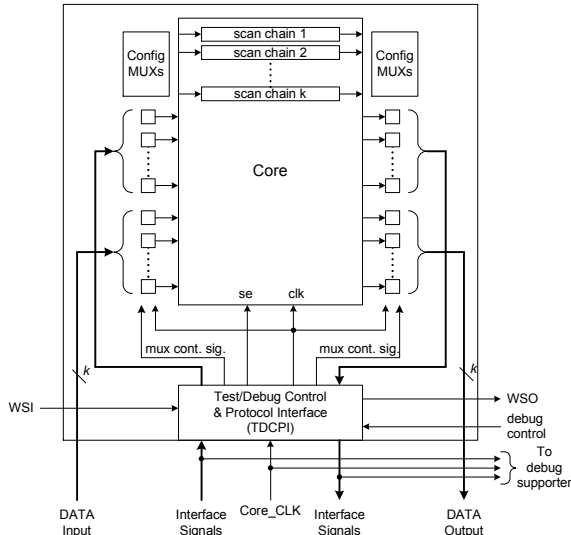 Config
MUXs
scan chain 1
scan chain 2
scan chain k
Config
MUXs
Core
se
clk
mux cont. sig.
mux cont. sig.
k
k
WSI
Test/Debug Control
& Protocol Interface
(TDCPI)
WSO
debug
control
To
debug
supporter
DATA
Input
Interface
Signals
Core_CLK
Interface
Signals
DATA
Output